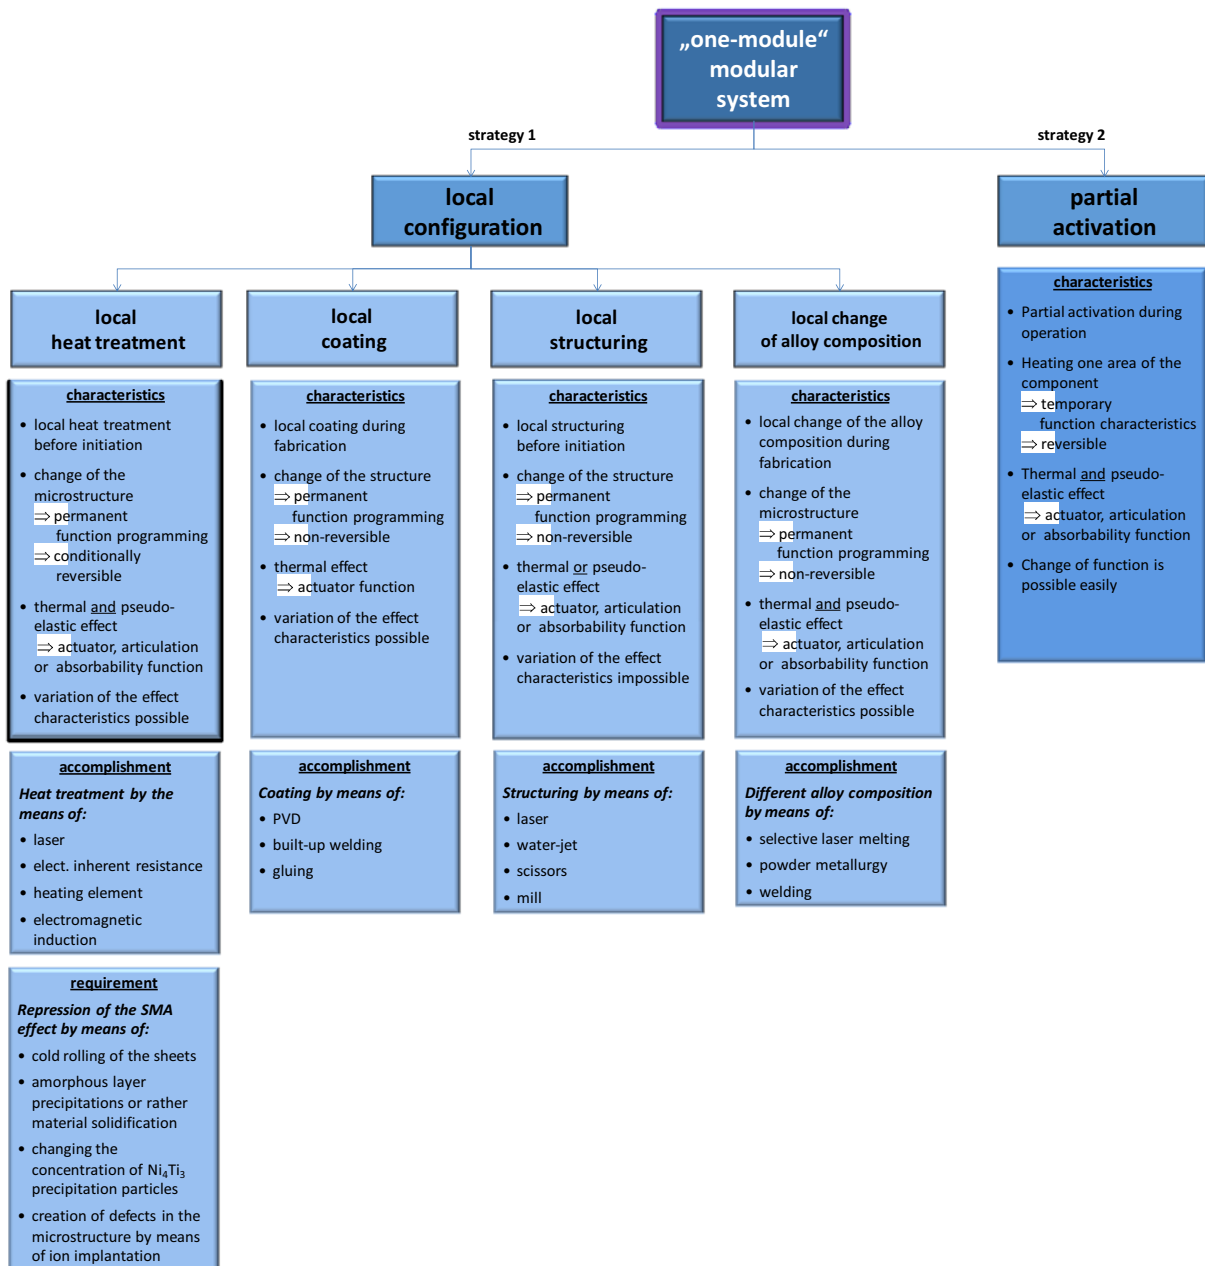 „one-module“
modular
system
strategy 1
strategy 2
local
configuration
partial
activation
local
heat treatment
characteristics
• local heat treatment
before initiation
• change of the
microstructure
⇒ permanent
function programming
⇒ conditionally
reversible
• thermal and pseudo-
elastic effect
⇒ actuator, articulation
or absorbability function
• variation of the effect
characteristics possible
accomplishment
Heat treatment by the
means of:
• laser
• elect. inherent resistance
• heating element
• electromagnetic
induction
requirement
Repression of the SMA
effect by means of:
• cold rolling of the sheets
• amorphous layer
precipitations or rather
material solidification
• changing the
concentration of Ni₄Ti₃
precipitation particles
• creation of defects in the
microstructure by means
of ion implantation
local
coating
characteristics
• local coating during
fabrication
• change of the structure
⇒ permanent
function programming
⇒ non-reversible
• thermal effect
⇒ actuator function
• variation of the effect
characteristics possible
accomplishment
Coating by means of:
• PVD
• built-up welding
• gluing
local
structuring
characteristics
• local structuring
before initiation
• change of the structure
⇒ permanent
function programming
⇒ non-reversible
• thermal or pseudo-
elastic effect
⇒ actuator, articulation
or absorbability function
• variation of the effect
characteristics impossible
accomplishment
Structuring by means of:
• laser
• water-jet
• scissors
• mill
local change
of alloy composition
characteristics
• local change of the alloy
composition during
fabrication
• change of the
microstructure
⇒ permanent
function programming
⇒ non-reversible
• thermal and pseudo-
elastic effect
⇒ actuator, articulation
or absorbability function
• variation of the effect
characteristics possible
accomplishment
Different alloy composition
by means of:
• selective laser melting
• powder metallurgy
• welding
characteristics
• Partial activation during
operation
• Heating one area of the
component
⇒ temporary
function characteristics
⇒ reversible
• Thermal and pseudo-
elastic effect
⇒ actuator, articulation
or absorbability function
• Change of function is
possible easily